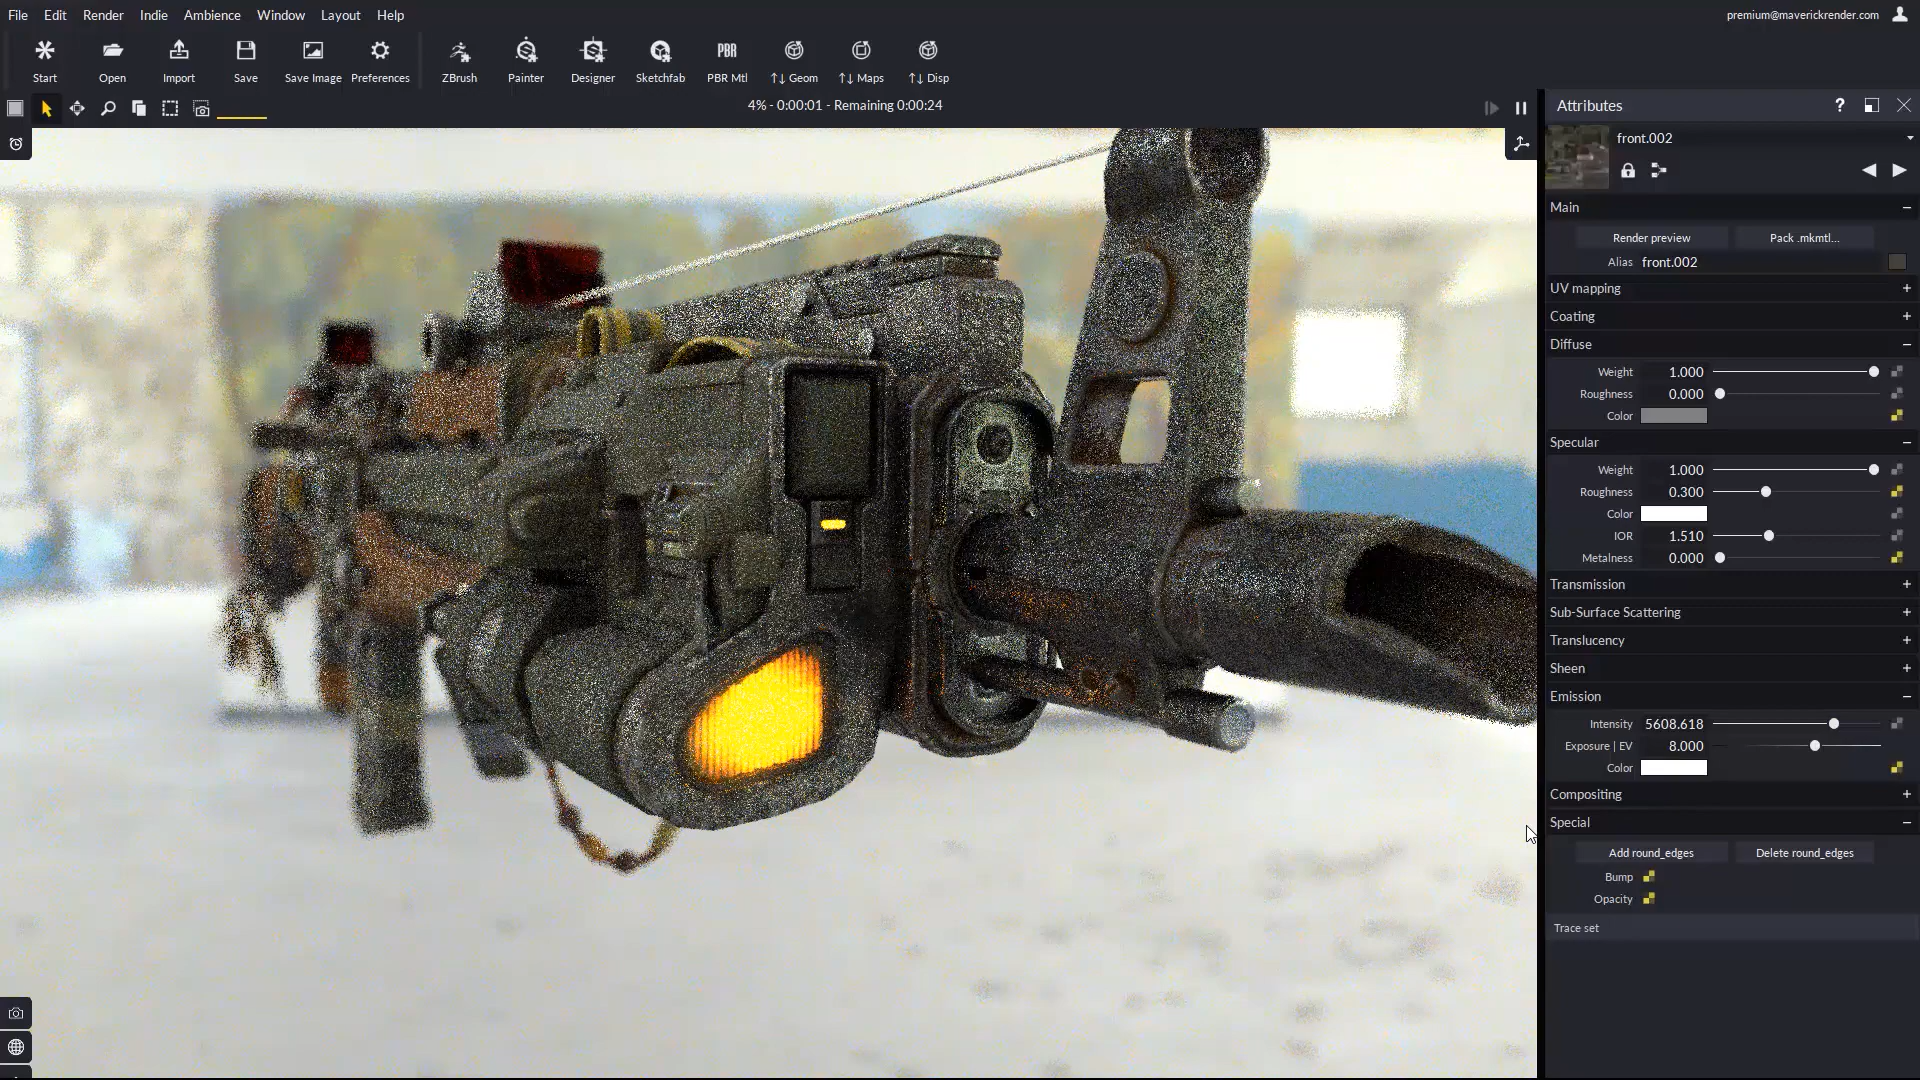 File Edit Render Indie Ambience Window Layout Help
premium@maverickrender.com
Start Open Import Save Save Image Preferences ZBrush Painter Designer Sketchfab PBR Mtl ↑↓ Geom ↑↓ Maps ↑↓ Disp
PBR
4% - 0:00:01 - Remaining 0:00:24
Attributes ?
front.002
Main −
Render preview Pack .mkmtl...
Alias front.002
UV mapping +
Coating +
Diffuse −
Weight 1.000
Roughness 0.000
Color
Specular −
Weight 1.000
Roughness 0.300
Color
IOR 1.510
Metalness 0.000
Transmission +
Sub-Surface Scattering +
Translucency +
Sheen +
Emission −
Intensity 5608.618
Exposure | EV 8.000
Color
Compositing +
Special −
Add round_edges Delete round_edges
Bump
Opacity
Trace set